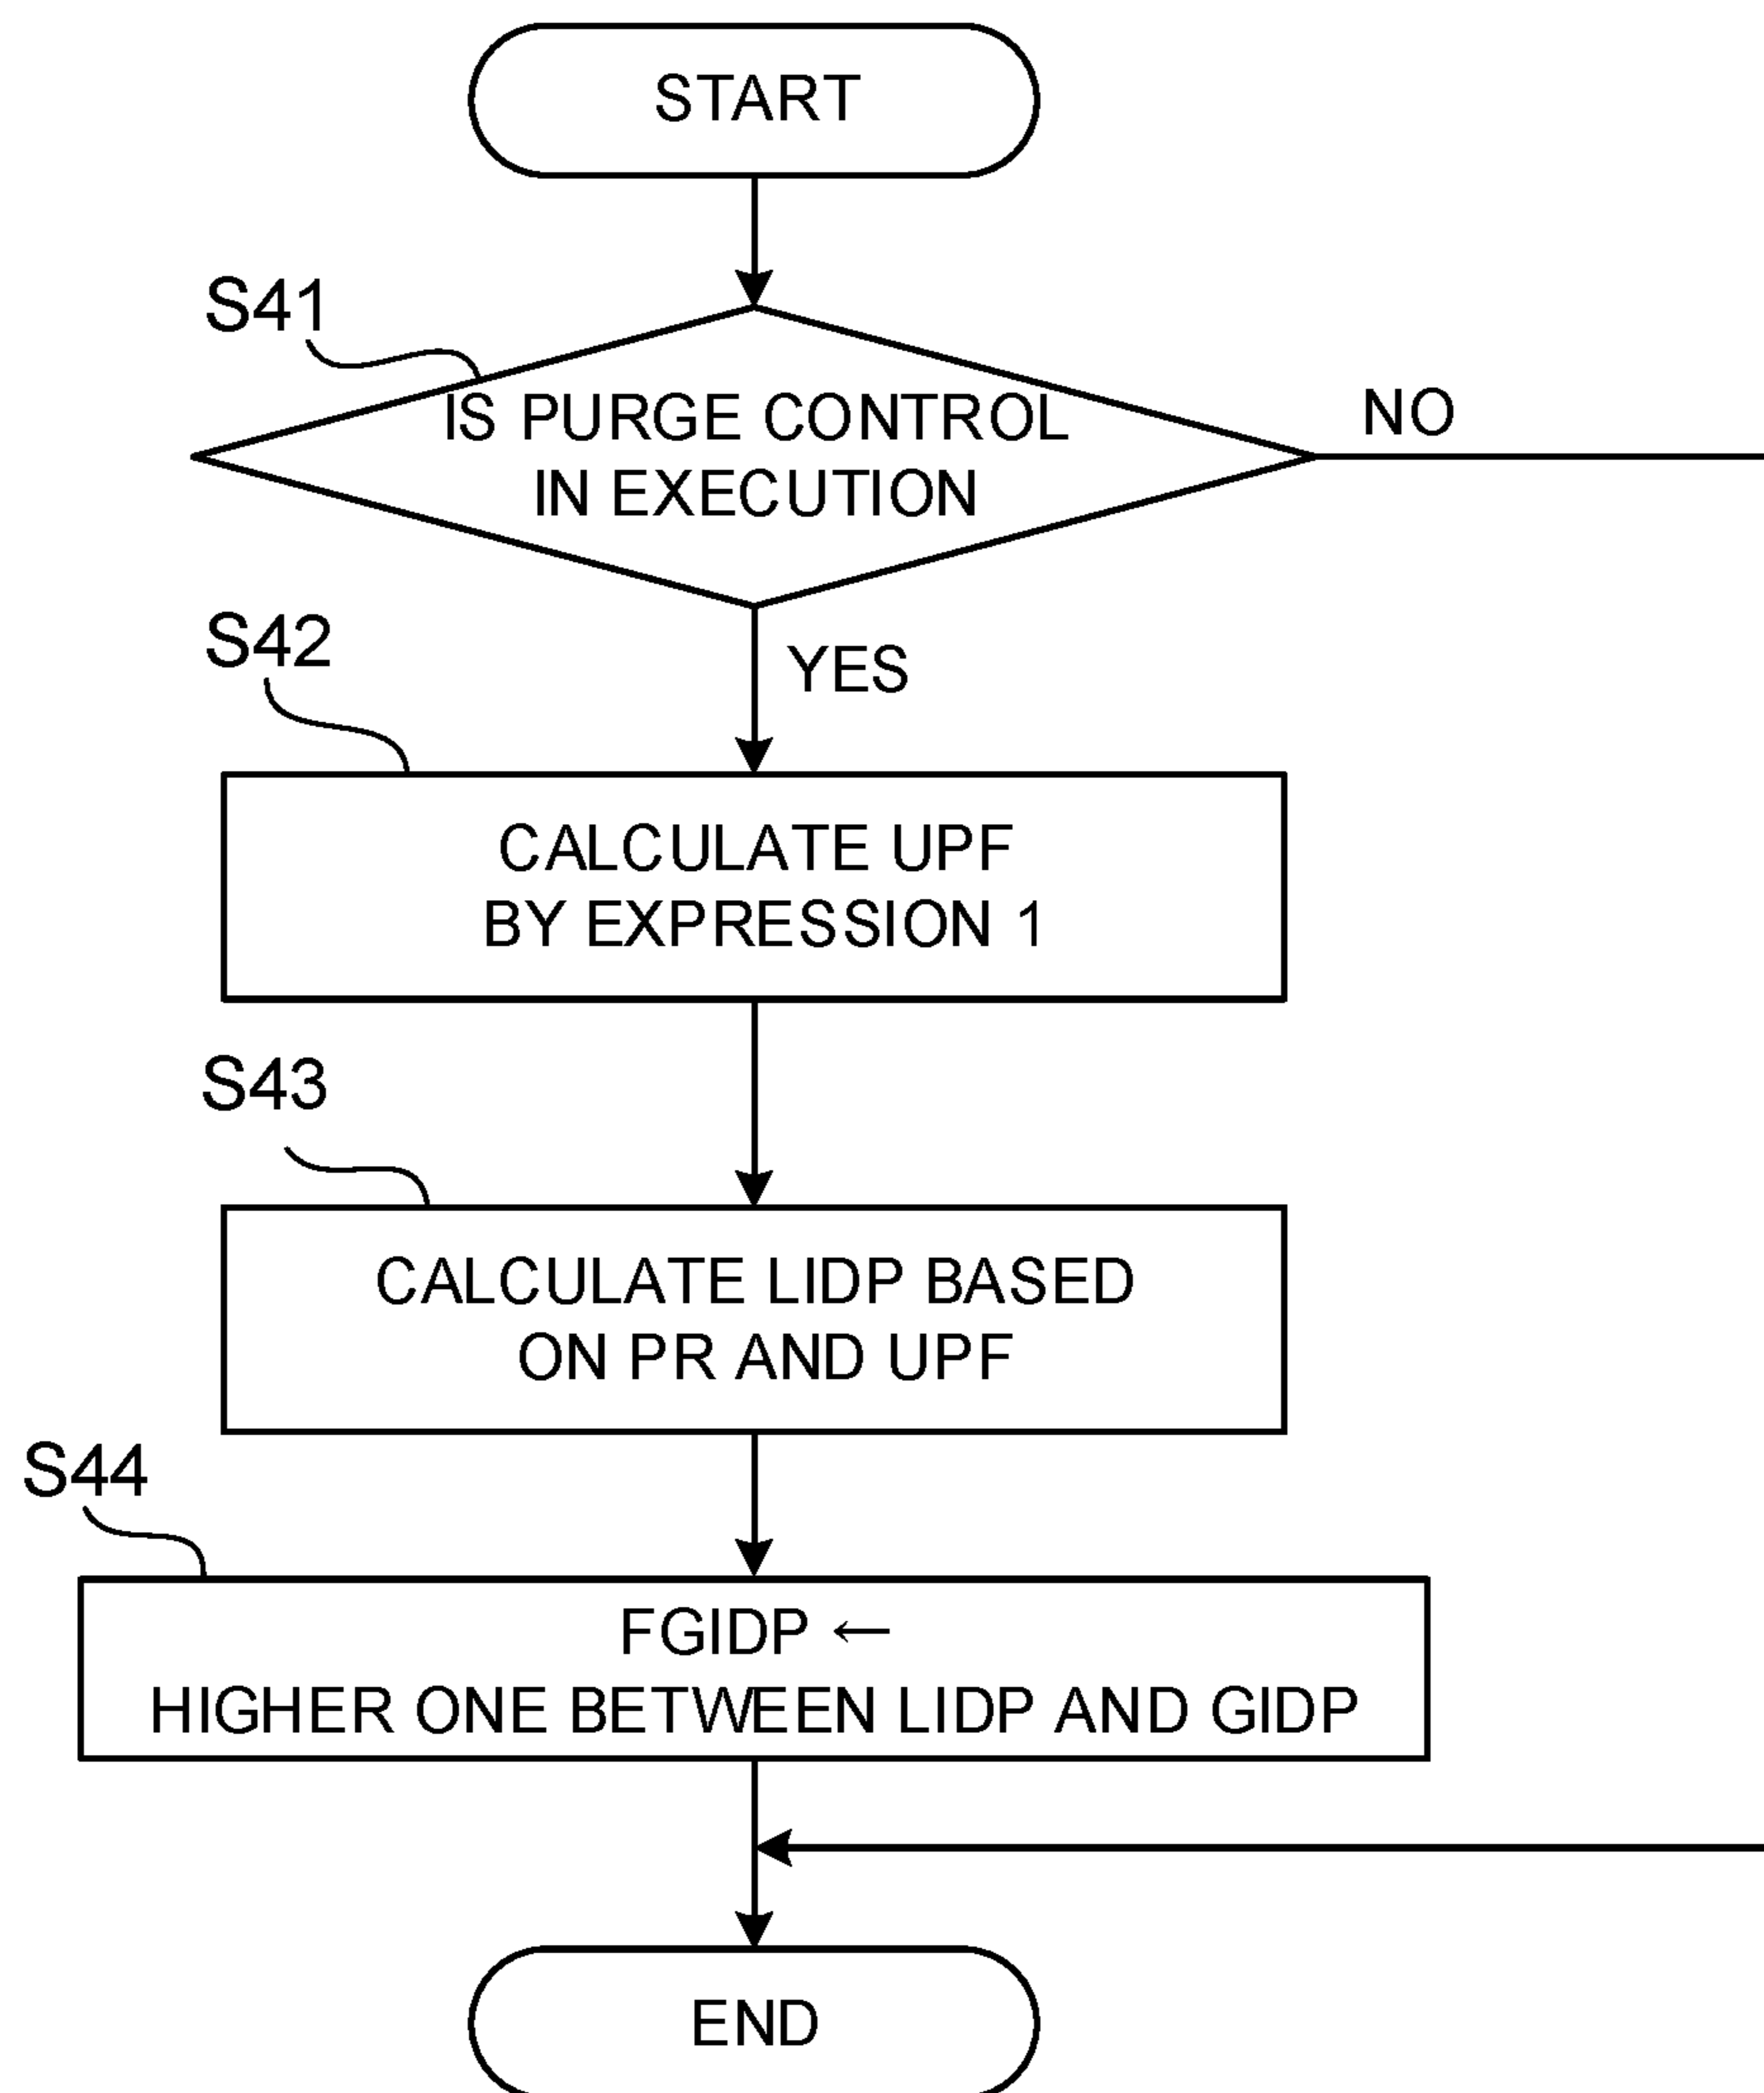 START
S41
IS PURGE CONTROL
IN EXECUTION
NO
YES
S42
CALCULATE UPF
BY EXPRESSION 1
S43
CALCULATE LIDP BASED
ON PR AND UPF
S44
FGIDP ←
HIGHER ONE BETWEEN LIDP AND GIDP
END